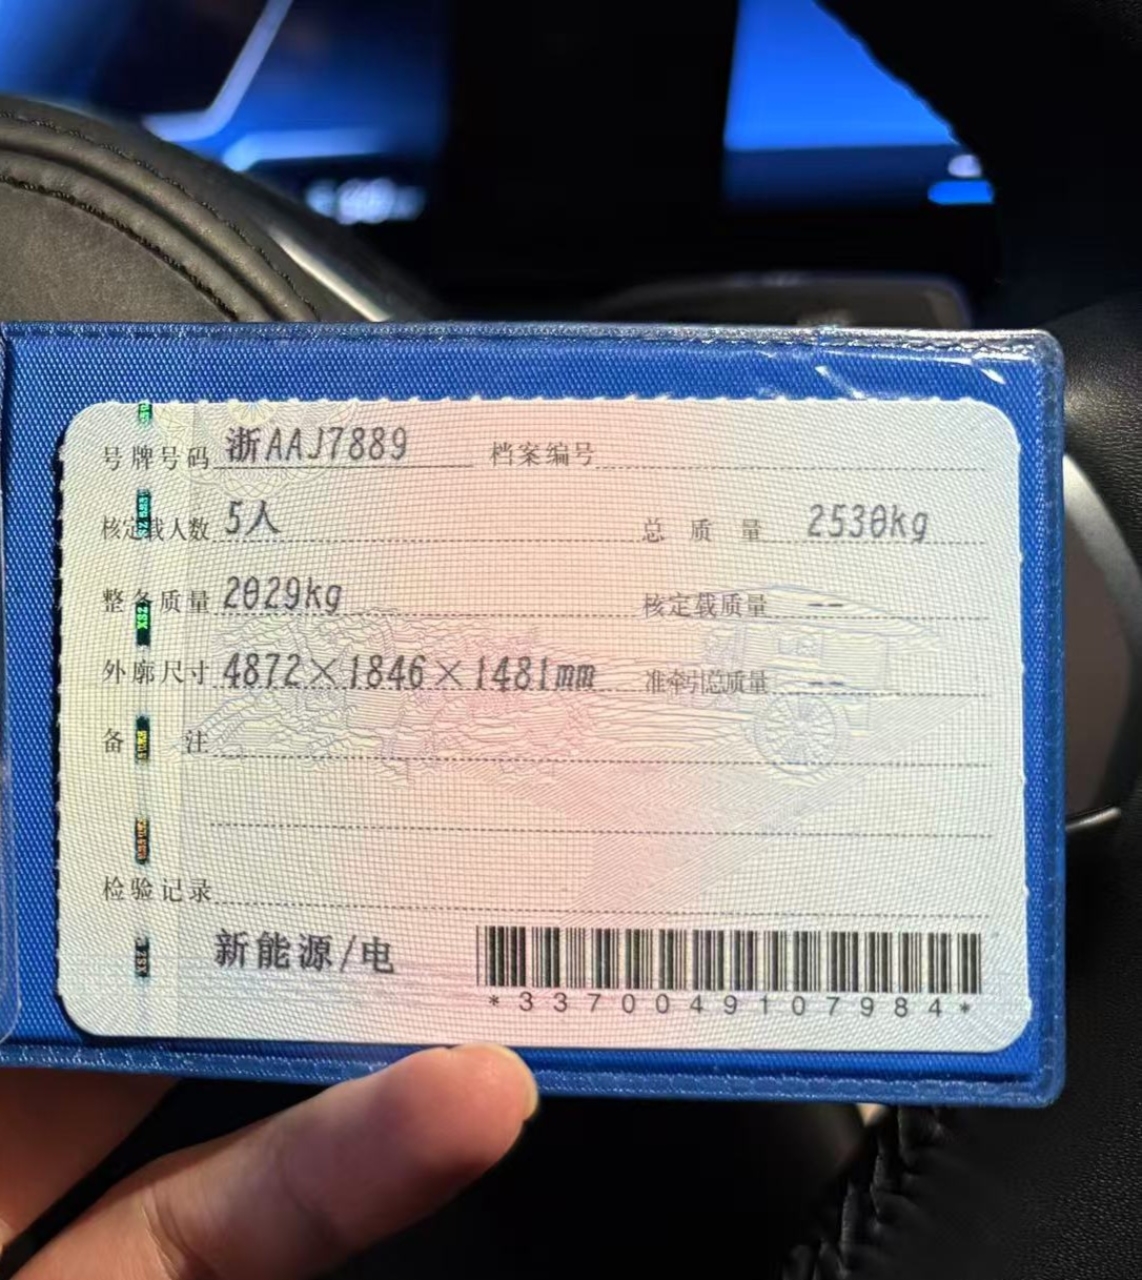 号牌号码 浙AAJ7889 档案编号
核定载人数 5人 总质量 2530kg
整备质量 2029kg 核定载质量 --
外廓尺寸 4872×1846×1481mm 准牵引总质量 --
备注
检验记录
新能源/电
*3370049107984*